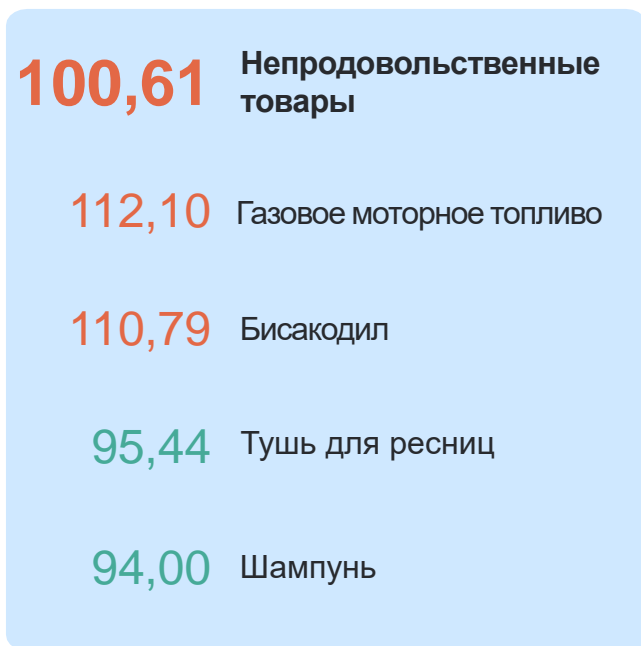 100,61 Непродовольственные
товары
112,10 Газовое моторное топливо
110,79 Бисакодил
95,44 Тушь для ресниц
94,00 Шампунь